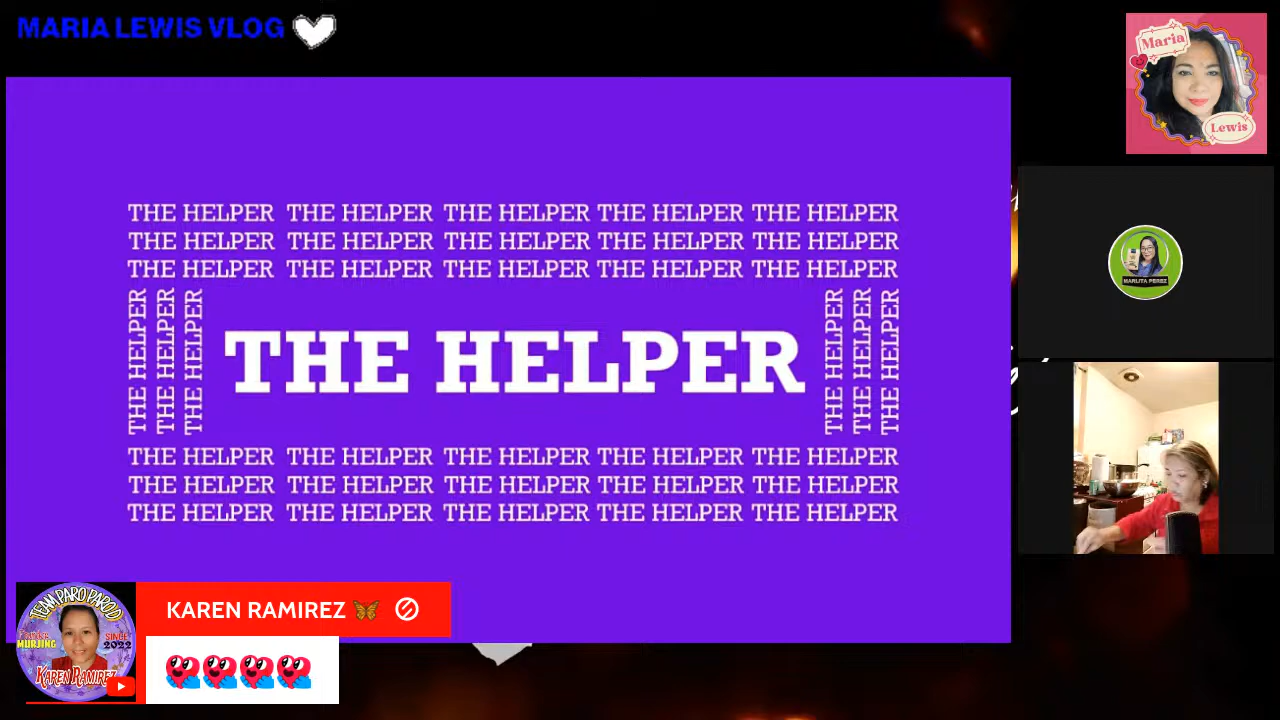 MARIA LEWIS VLOG
Maria
Lewis
THE HELPER THE HELPER THE HELPER THE HELPER THE HELPER
THE HELPER THE HELPER THE HELPER THE HELPER THE HELPER
THE HELPER THE HELPER THE HELPER THE HELPER THE HELPER
THE HELPER
THE HELPER
THE HELPER
THE HELPER
THE HELPER
THE HELPER
THE HELPER
THE HELPER THE HELPER THE HELPER THE HELPER THE HELPER
THE HELPER THE HELPER THE HELPER THE HELPER THE HELPER
THE HELPER THE HELPER THE HELPER THE HELPER THE HELPER
MARLITA PEREZ
TEAM PARO PARO
MURJING
SINCE
2022
KAREN RAMIREZ
KAREN RAMIREZ